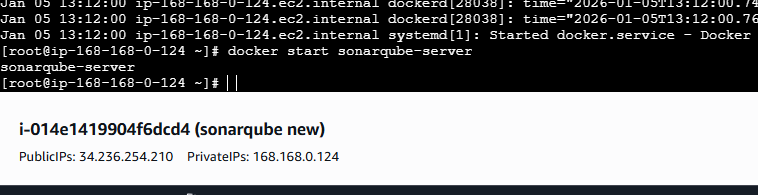 Jan 05 13:12:00 ip-168-168-0-124.ec2.internal dockerd[28038]: time="2026-01-05T13:12:00.74
Jan 05 13:12:00 ip-168-168-0-124.ec2.internal dockerd[28038]: time="2026-01-05T13:12:00.76
Jan 05 13:12:00 ip-168-168-0-124.ec2.internal systemd[1]: Started docker.service - Docker
[root@ip-168-168-0-124 ~]# docker start sonarqube-server
sonarqube-server
[root@ip-168-168-0-124 ~]#
i-014e1419904f6dcd4 (sonarqube new)
PublicIPs: 34.236.254.210 PrivateIPs: 168.168.0.124